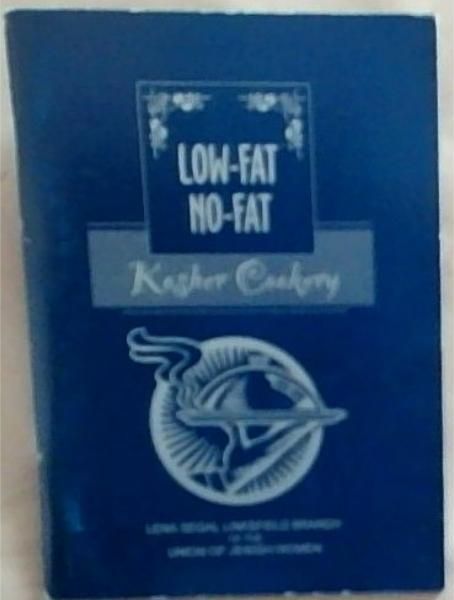 LOW-FAT
NO-FAT
Kosher Cookery
LENA SEGAL LINKSFIELD BRANCH
OF THE
UNION OF JEWISH WOMEN